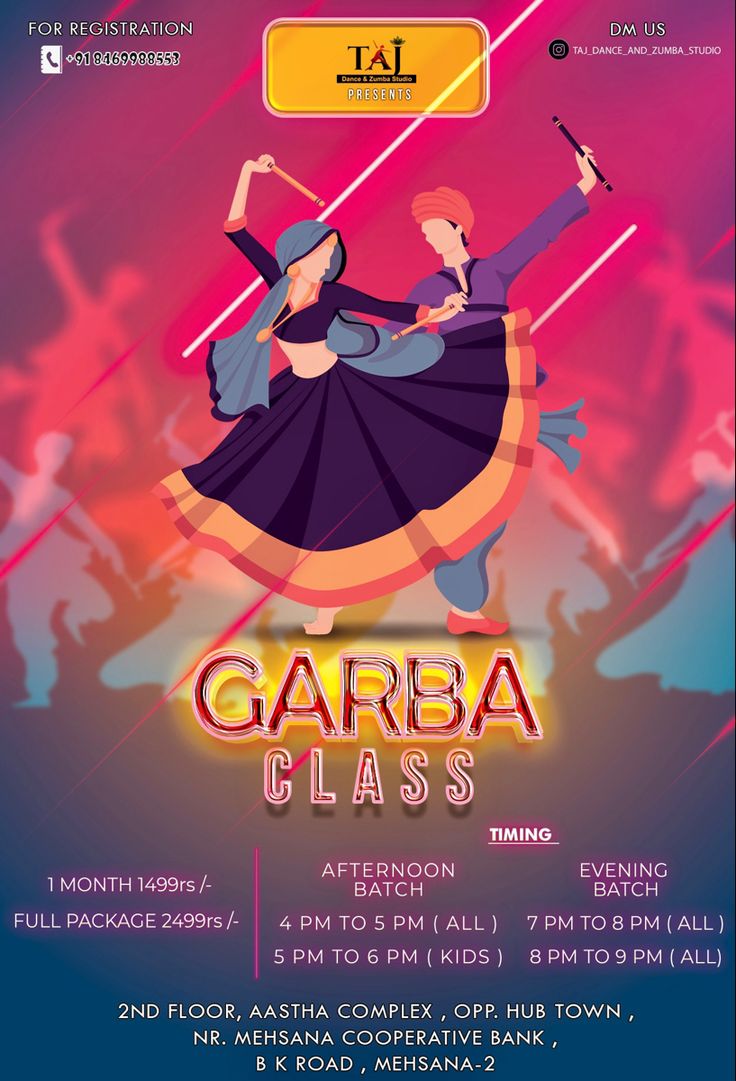 FOR REGISTRATION
+91 8469988553
TAJ
Dance & Zumba Studio
PRESENTS
DM US
TAJ_DANCE_AND_ZUMBA_STUDIO
GARBA
CLASS
TIMING
1 MONTH 1499rs /-
FULL PACKAGE 2499rs /-
AFTERNOON
BATCH
4 PM TO 5 PM ( ALL )
5 PM TO 6 PM ( KIDS )
EVENING
BATCH
7 PM TO 8 PM ( ALL )
8 PM TO 9 PM ( ALL)
2ND FLOOR, AASTHA COMPLEX , OPP. HUB TOWN ,
NR. MEHSANA COOPERATIVE BANK ,
B K ROAD , MEHSANA-2